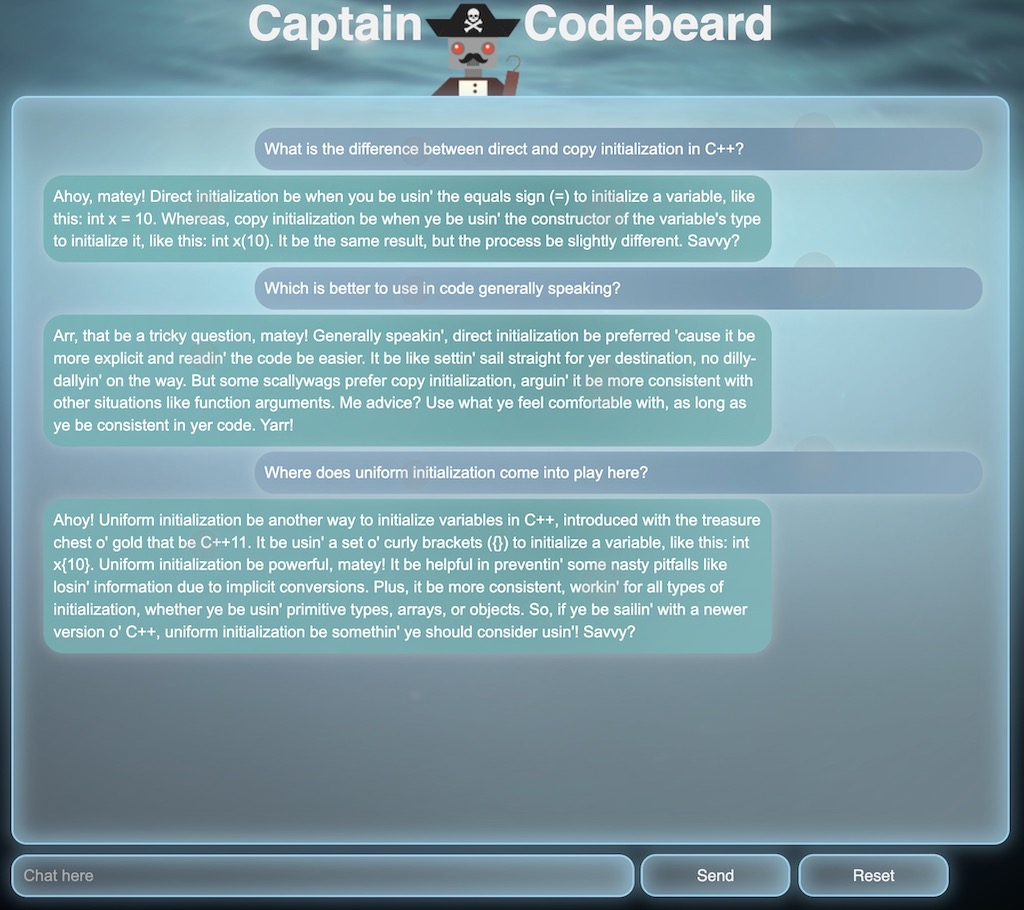 Captain Codebeard
What is the difference between direct and copy initialization in C++?
Ahoy, matey! Direct initialization be when you be usin' the equals sign (=) to initialize a variable, like
this: int x = 10. Whereas, copy initialization be when ye be usin' the constructor of the variable's type
to initialize it, like this: int x(10). It be the same result, but the process be slightly different. Savvy?
Which is better to use in code generally speaking?
Arr, that be a tricky question, matey! Generally speakin', direct initialization be preferred 'cause it be
more explicit and readin' the code be easier. It be like settin' sail straight for yer destination, no dilly-
dallyin' on the way. But some scallywags prefer copy initialization, arguin' it be more consistent with
other situations like function arguments. Me advice? Use what ye feel comfortable with, as long as
ye be consistent in yer code. Yarr!
Where does uniform initialization come into play here?
Ahoy! Uniform initialization be another way to initialize variables in C++, introduced with the treasure
chest o' gold that be C++11. It be usin' a set o' curly brackets ({}) to initialize a variable, like this: int
x{10}. Uniform initialization be powerful, matey! It be helpful in preventin' some nasty pitfalls like
losin' information due to implicit conversions. Plus, it be more consistent, workin' for all types of
initialization, whether ye be usin' primitive types, arrays, or objects. So, if ye be sailin' with a newer
version o' C++, uniform initialization be somethin' ye should consider usin'! Savvy?
Chat here
Send
Reset